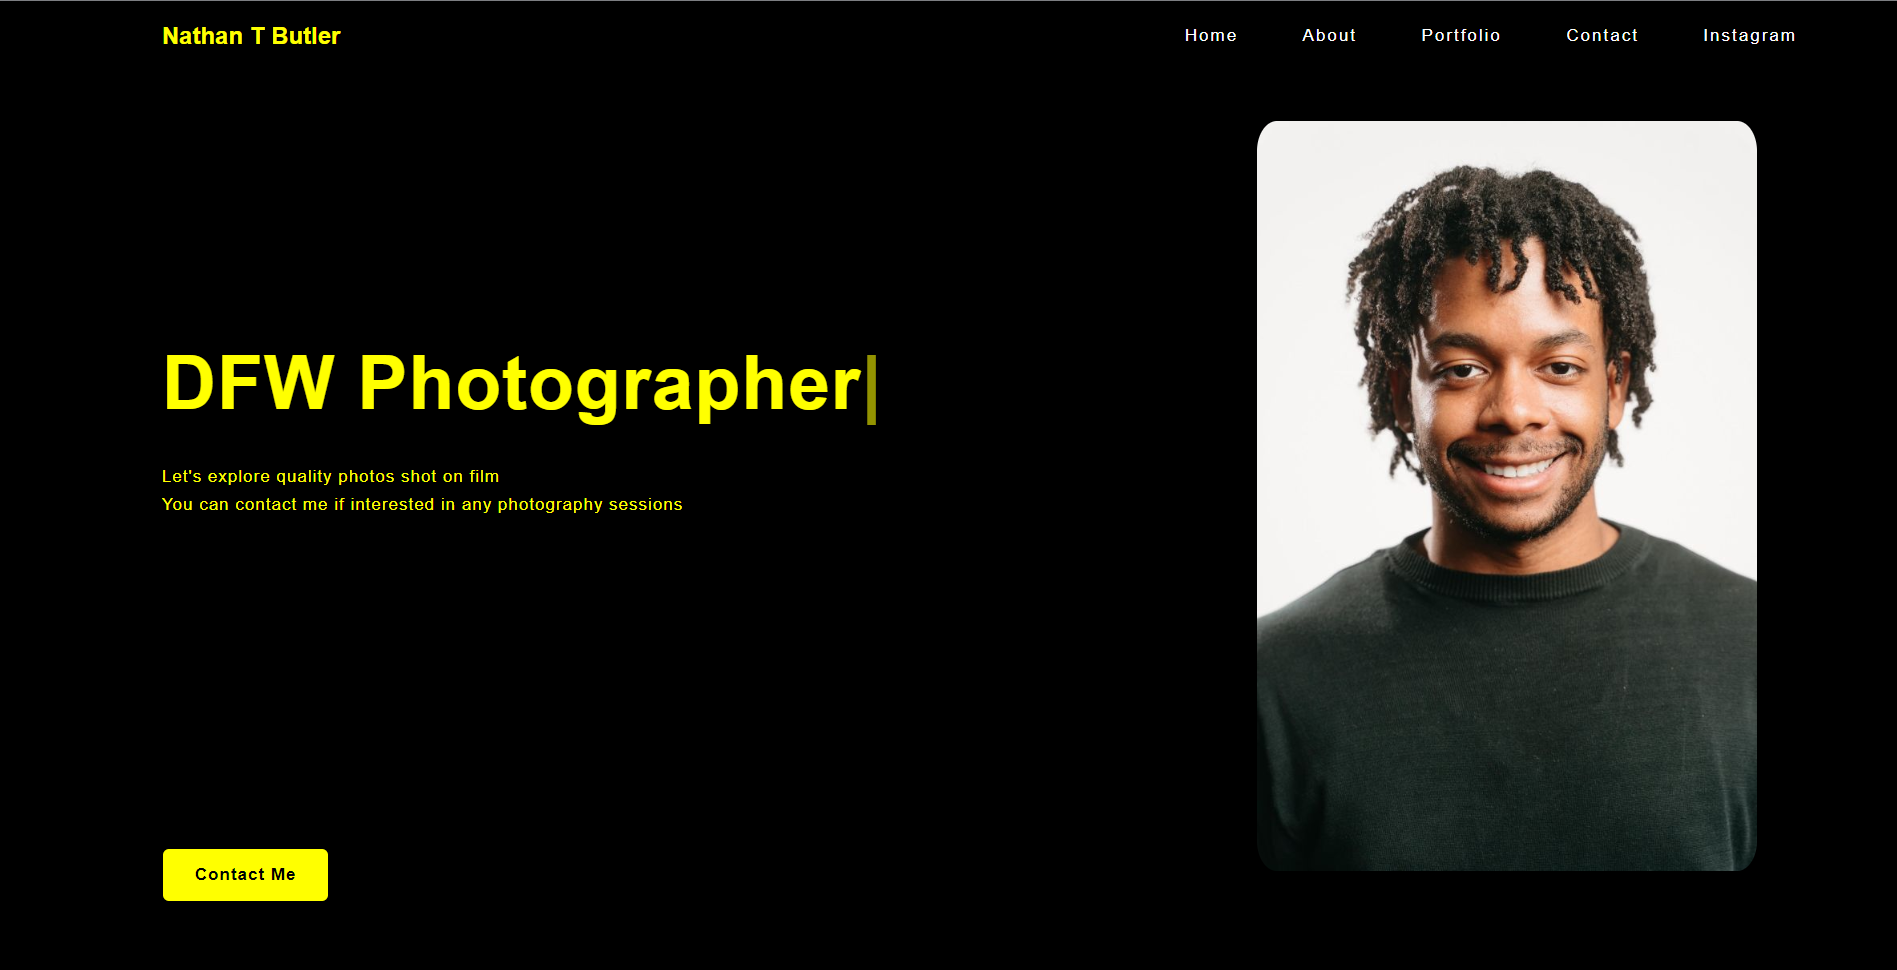 Nathan T Butler
Home About Portfolio Contact Instagram
DFW Photographer|
Let's explore quality photos shot on film
You can contact me if interested in any photography sessions
Contact Me